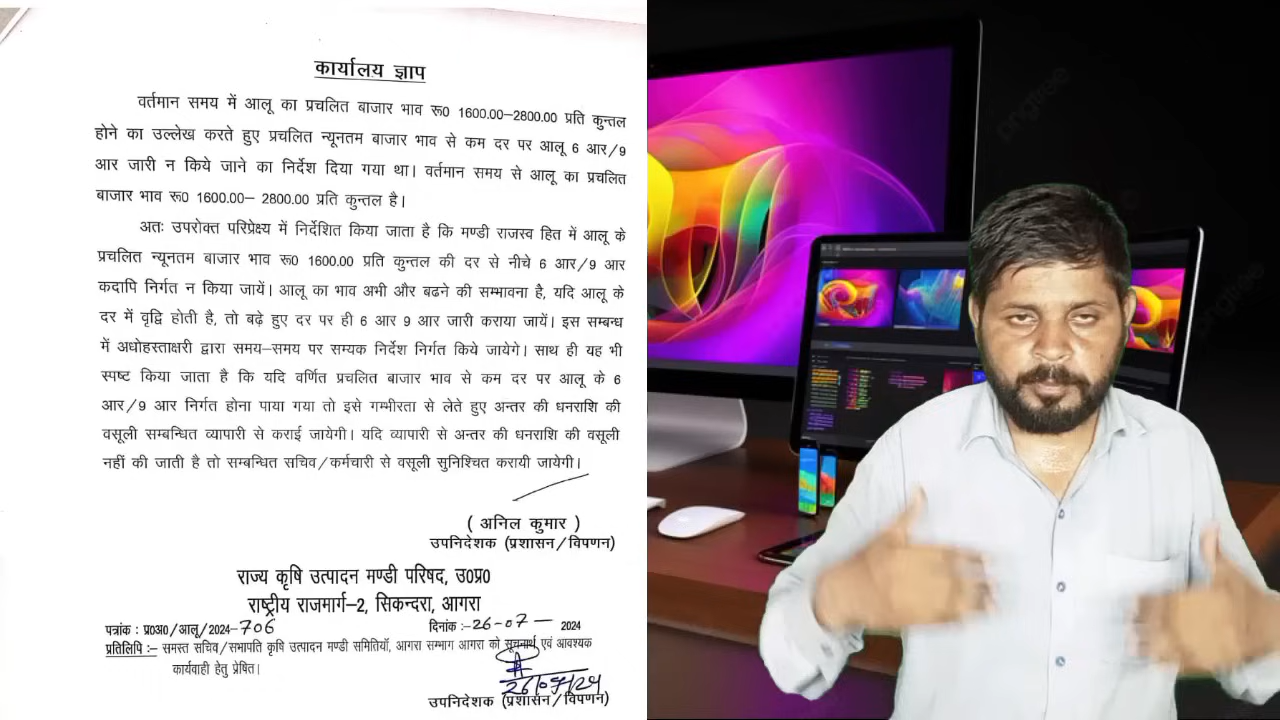 कार्यालय ज्ञाप
वर्तमान समय में आलू का प्रचलित बाजार भाव रू0 1600.00–2800.00 प्रति कुन्तल
होने का उल्लेख करते हुए प्रचलित न्यूनतम बाजार भाव से कम दर पर आलू 6 आर/9
आर जारी न किये जाने का निर्देश दिया गया था। वर्तमान समय से आलू का प्रचलित
बाजार भाव रू0 1600.00– 2800.00 प्रति कुन्तल है।
अतः उपरोक्त परिप्रेक्ष्य में निर्देशित किया जाता है कि मण्डी राजस्व हित में आलू के
प्रचलित न्यूनतम बाजार भाव रू0 1600.00 प्रति कुन्तल की दर से नीचे 6 आर/9 आर
कदापि निर्गत न किया जायें। आलू का भाव अभी और बढने की सम्भावना है, यदि आलू के
दर में वृद्वि होती है, तो बढ़े हुए दर पर ही 6 आर 9 आर जारी कराया जायें। इस सम्बन्ध
में अधोहस्ताक्षरी द्वारा समय–समय पर सम्यक निर्देश निर्गत किये जायेगे। साथ ही यह भी
स्पष्ट किया जाता है कि यदि वर्णित प्रचलित बाजार भाव से कम दर पर आलू के 6
आर/9 आर निर्गत होना पाया गया तो इसे गम्भीरता से लेते हुए अन्तर की धनराशि की
वसूली सम्बन्धित व्यापारी से कराई जायेगी। यदि व्यापारी से अन्तर की धनराशि की वसूली
नहीं की जाती है तो सम्बन्धित सचिव/कर्मचारी से वसूली सुनिश्चित करायी जायेगी।
( अनिल कुमार )
उपनिदेशक (प्रशासन/विपणन)
राज्य कृषि उत्पादन मण्डी परिषद, उ0प्र0
राष्ट्रीय राजमार्ग–2, सिकन्दरा, आगरा
पत्रांक : प्र0अ0/आलू/2024-706 दिनांक :–26-07— 2024
प्रतिलिपि :– समस्त सचिव/सभापति कृषि उत्पादन मण्डी समितियॉ, आगरा सम्भाग आगरा को सूचनार्थ एवं आवश्यक
कार्यवाही हेतु प्रेषित।
26/07/24
उपनिदेशक (प्रशासन/विपणन)
pngtree
pngtree